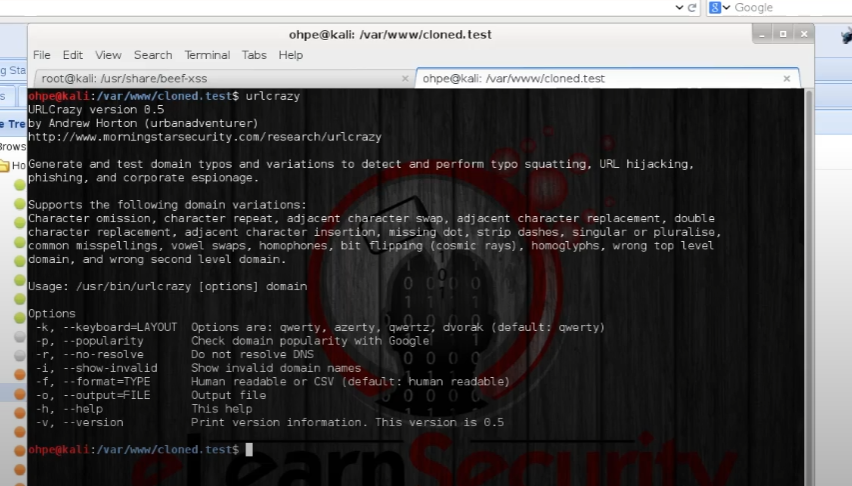 Google
ohpe@kali: /var/www/cloned.test
File Edit View Search Terminal Tabs Help
root@kali: /usr/share/beef-xss
ohpe@kali: /var/www/cloned.test
ohpe@kali:/var/www/cloned.test$ urlcrazy
URLCrazy version 0.5
by Andrew Horton (urbanadventurer)
http://www.morningstarsecurity.com/research/urlcrazy
Generate and test domain typos and variations to detect and perform typo squatting, URL hijacking,
phishing, and corporate espionage.
Supports the following domain variations:
Character omission, character repeat, adjacent character swap, adjacent character replacement, double
character replacement, adjacent character insertion, missing dot, strip dashes, singular or pluralise,
common misspellings, vowel swaps, homophones, bit flipping (cosmic rays), homoglyphs, wrong top level
domain, and wrong second level domain.
Usage: /usr/bin/urlcrazy [options] domain
Options
-k, --keyboard=LAYOUT Options are: qwerty, azerty, qwertz, dvorak (default: qwerty)
-p, --popularity Check domain popularity with Google
-r, --no-resolve Do not resolve DNS
-i, --show-invalid Show invalid domain names
-f, --format=TYPE Human readable or CSV (default: human readable)
-o, --output=FILE Output file
-h, --help This help
-v, --version Print version information. This version is 0.5
ohpe@kali:/var/www/cloned.test$
eLearnSecurity